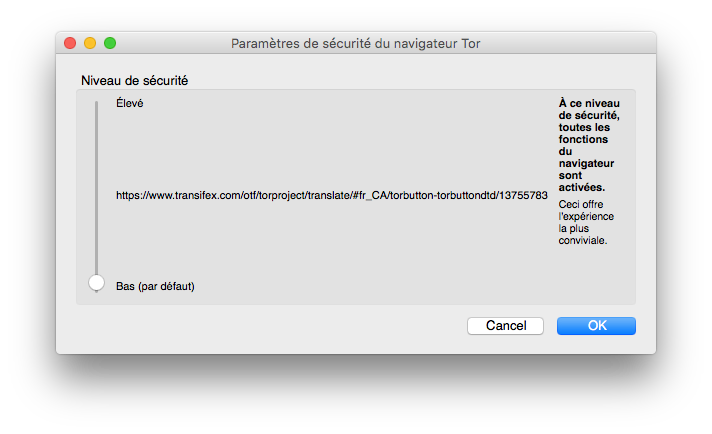 Paramètres de sécurité du navigateur Tor
Niveau de sécurité
Élevé
https://www.transifex.com/otf/torproject/translate/#fr_CA/torbutton-torbuttondtd/13755783
Bas (par défaut)
À ce niveau
de sécurité,
toutes les
fonctions
du
navigateur
sont
activées.
Ceci offre
l'expérience
la plus
conviviale.
Cancel
OK